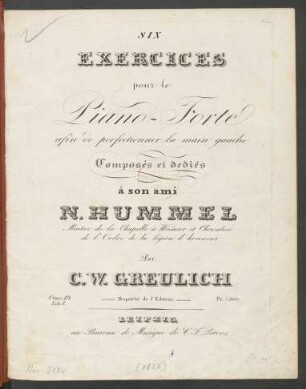 SIX
EXERCICES
pour le
Piano-Forte
afin de perfectionner la main gauche
Composés et dediés
à son ami
N. HUMMEL
Maitre de la Chapelle à Weimar et Chevalier
de l'Ordre de la légion d'honneur
Par
C.W. GREULICH
Propriété de l'Editeur.
Pr.
LEIPZIG
au Bureau de Musique de C. F. Peters.